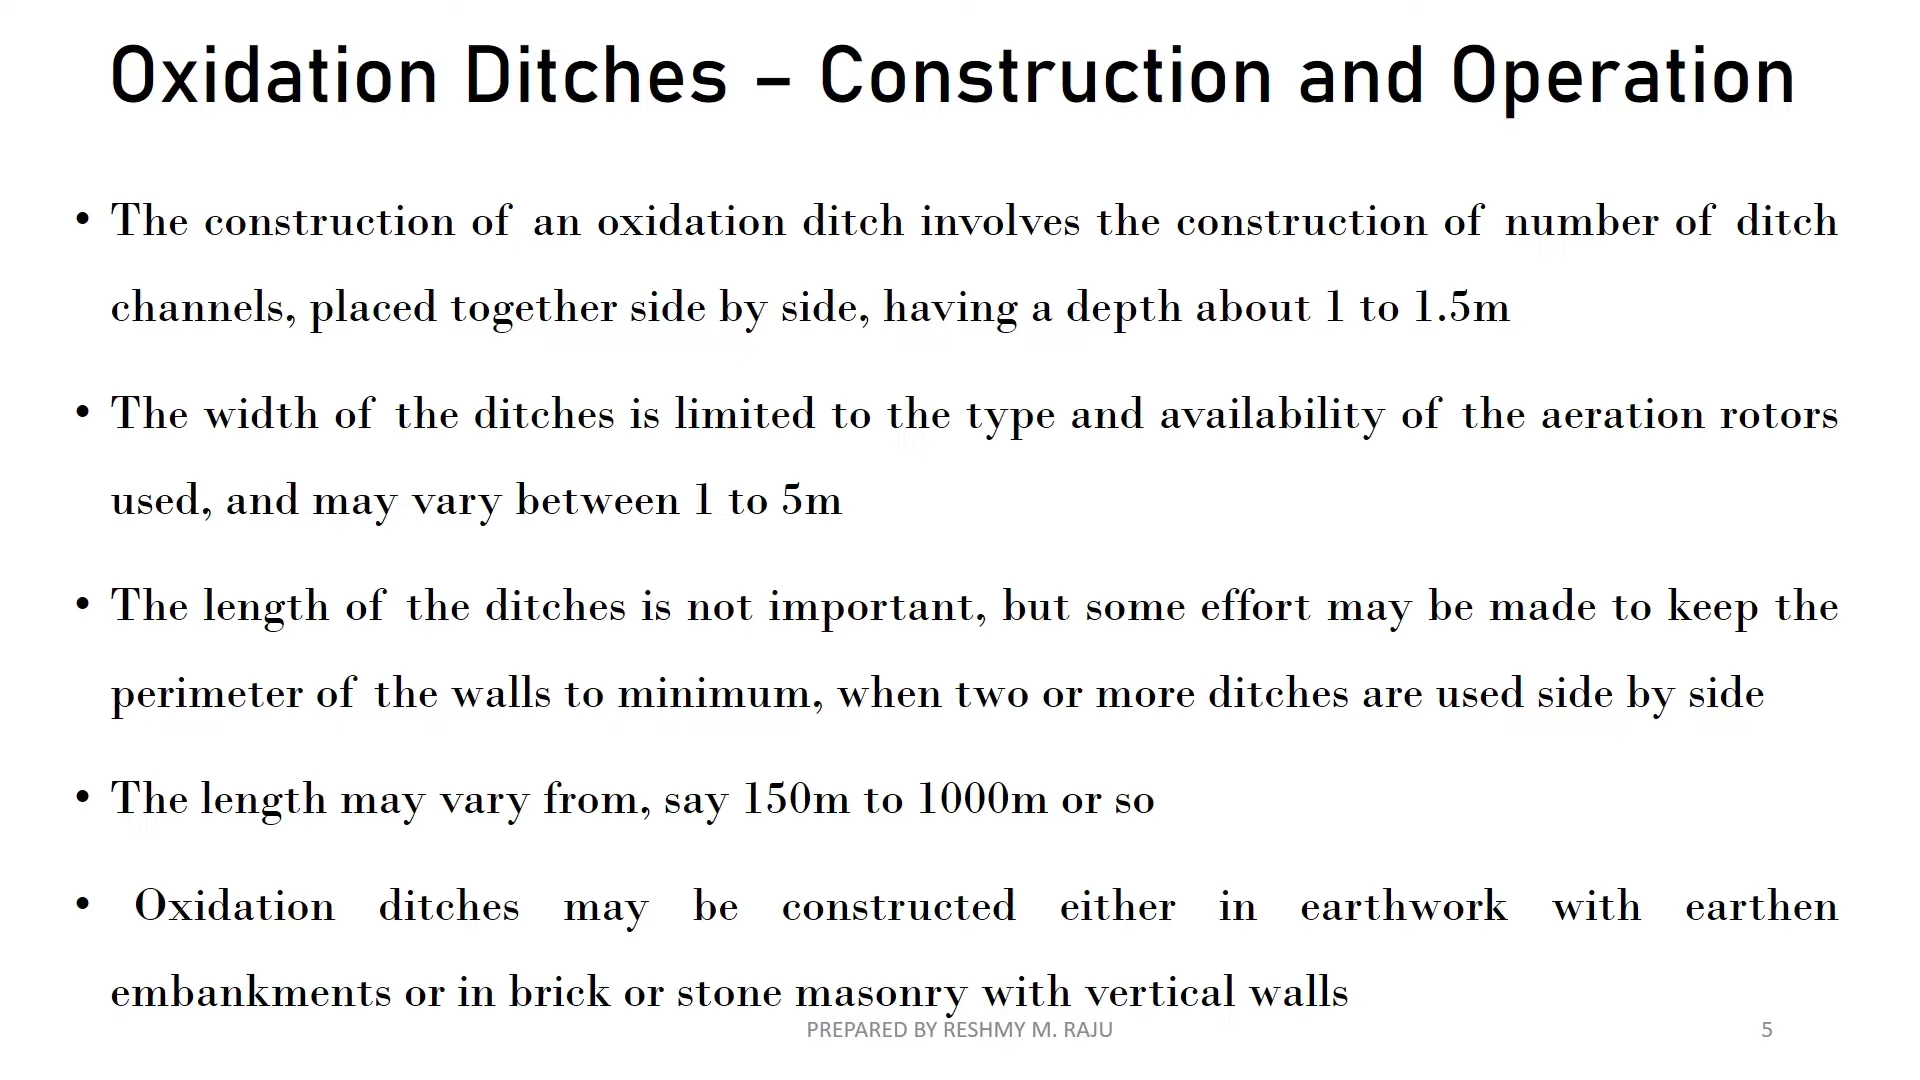 Oxidation Ditches – Construction and Operation
• The construction of an oxidation ditch involves the construction of number of ditch
channels, placed together side by side, having a depth about 1 to 1.5m
• The width of the ditches is limited to the type and availability of the aeration rotors
used, and may vary between 1 to 5m
• The length of the ditches is not important, but some effort may be made to keep the
perimeter of the walls to minimum, when two or more ditches are used side by side
• The length may vary from, say 150m to 1000m or so
• Oxidation ditches may be constructed either in earthwork with earthen
embankments or in brick or stone masonry with vertical walls
PREPARED BY RESHMY M. RAJU
5